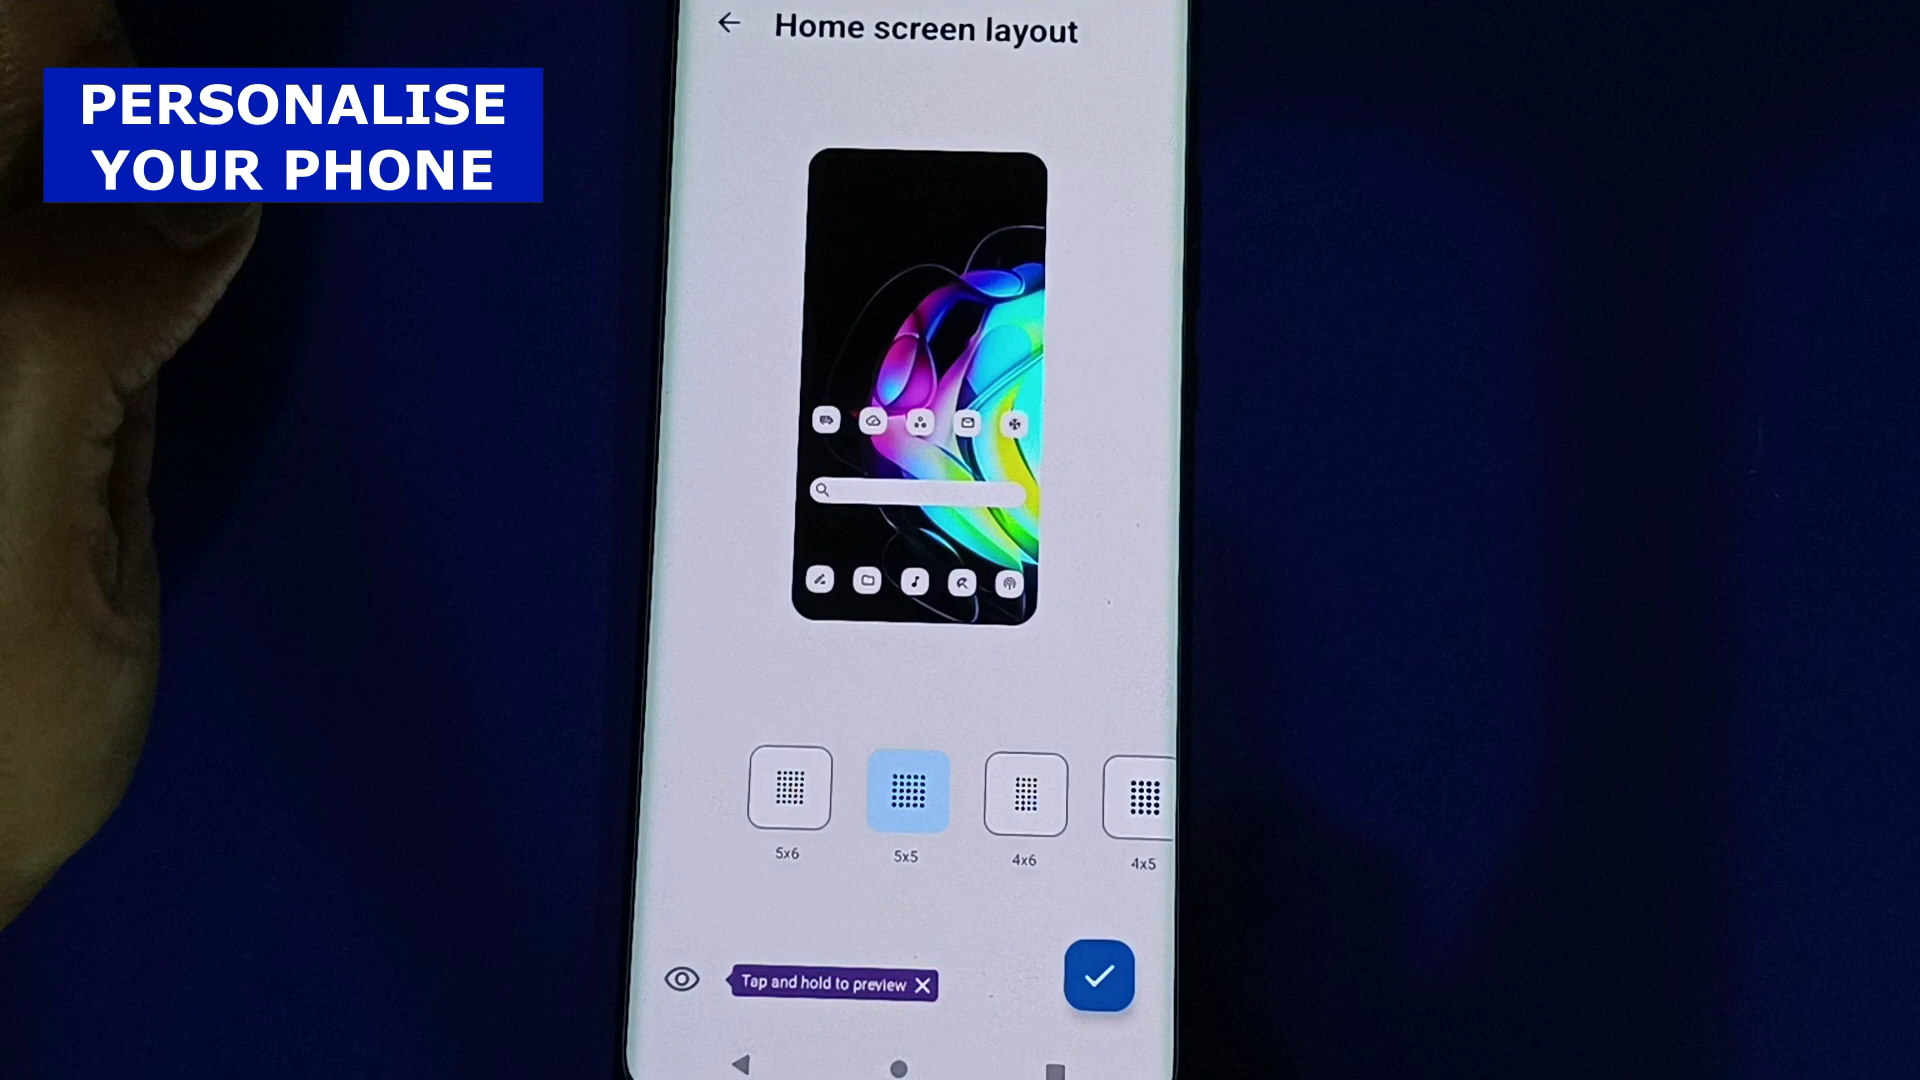 Home screen layout
PERSONALISE
YOUR PHONE
5x6
5x5
4x6
4x5
Tap and hold to preview